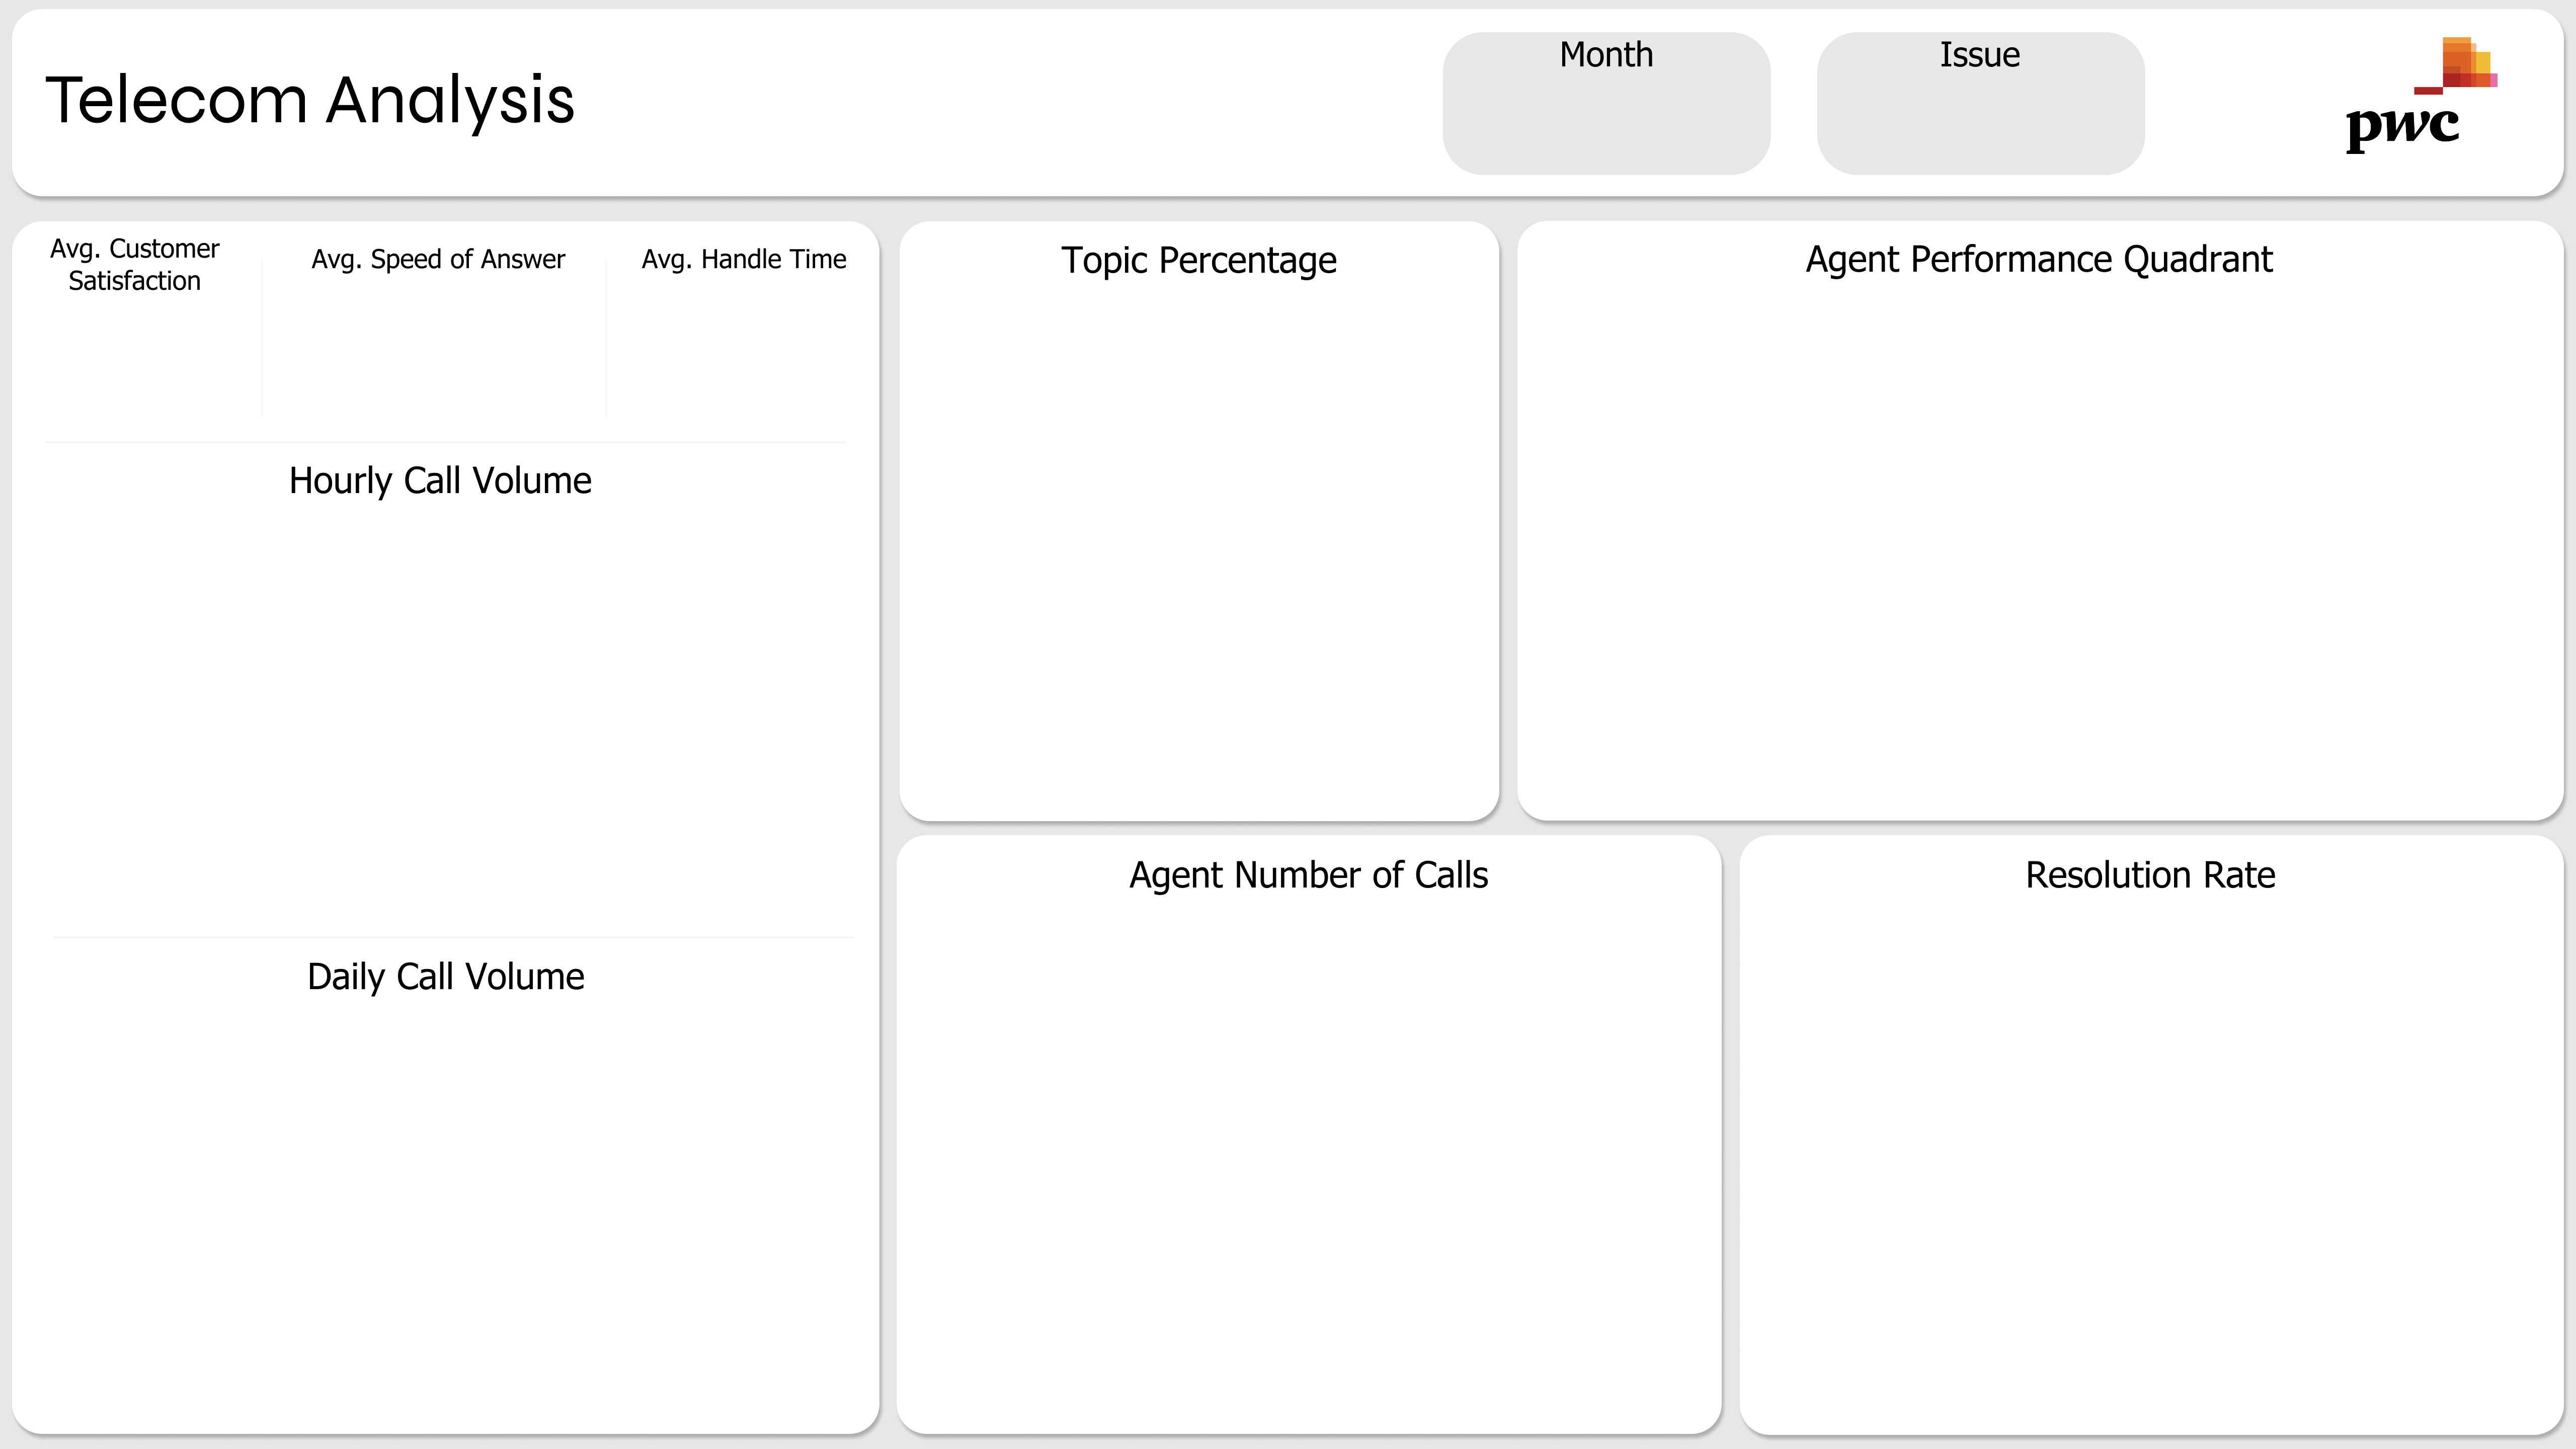 Telecom Analysis
Month
Issue
pwc
Avg. Customer
Satisfaction
Avg. Speed of Answer
Avg. Handle Time
Hourly Call Volume
Daily Call Volume
Topic Percentage
Agent Performance Quadrant
Agent Number of Calls
Resolution Rate